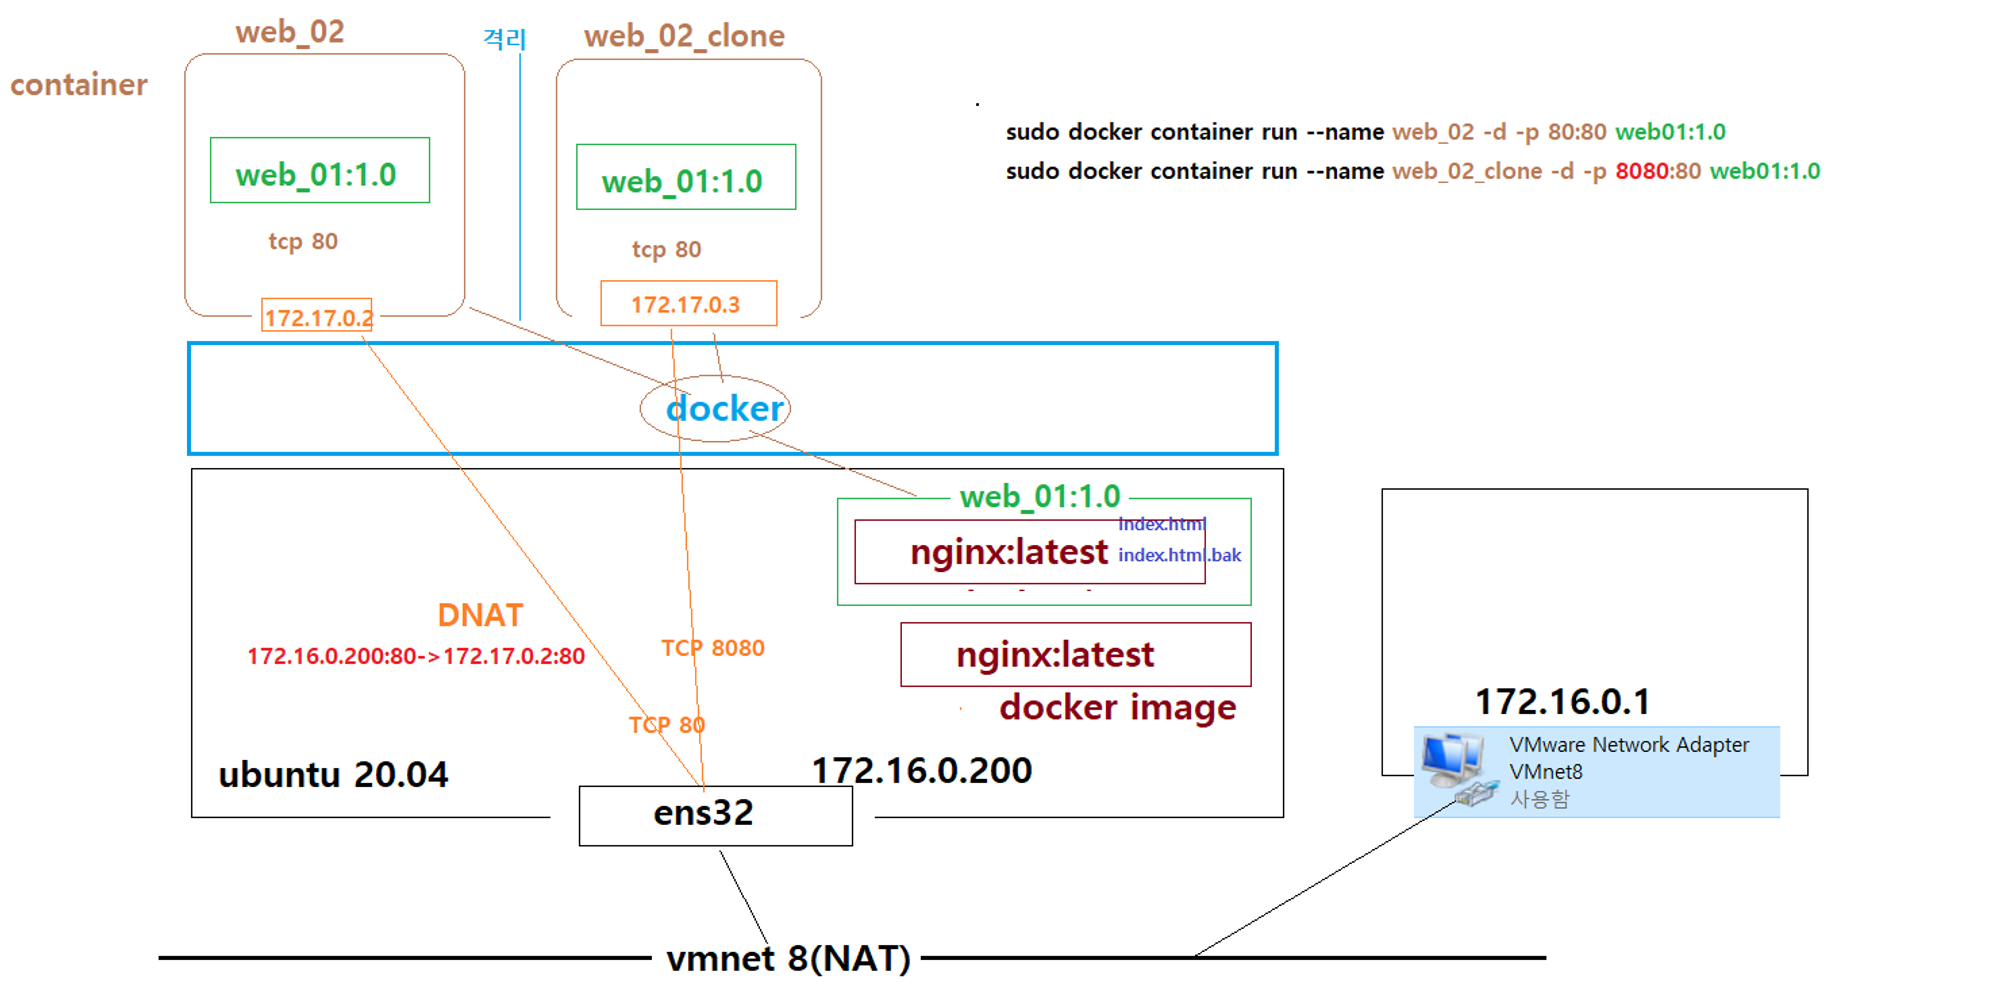 web_02
격리
web_02_clone
container
sudo docker container run --name web_02 -d -p 80:80 web01:1.0
sudo docker container run --name web_02_clone -d -p 8080:80 web01:1.0
web_01:1.0
web_01:1.0
tcp 80
tcp 80
172.17.0.2
172.17.0.3
docker
web_01:1.0
index.html
nginx:latest
index.html.bak
DNAT
172.16.0.200:80->172.17.0.2:80
TCP 8080
nginx:latest
docker image
TCP 80
ubuntu 20.04
172.16.0.200
ens32
172.16.0.1
VMware Network Adapter
VMnet8
사용함
vmnet 8(NAT)